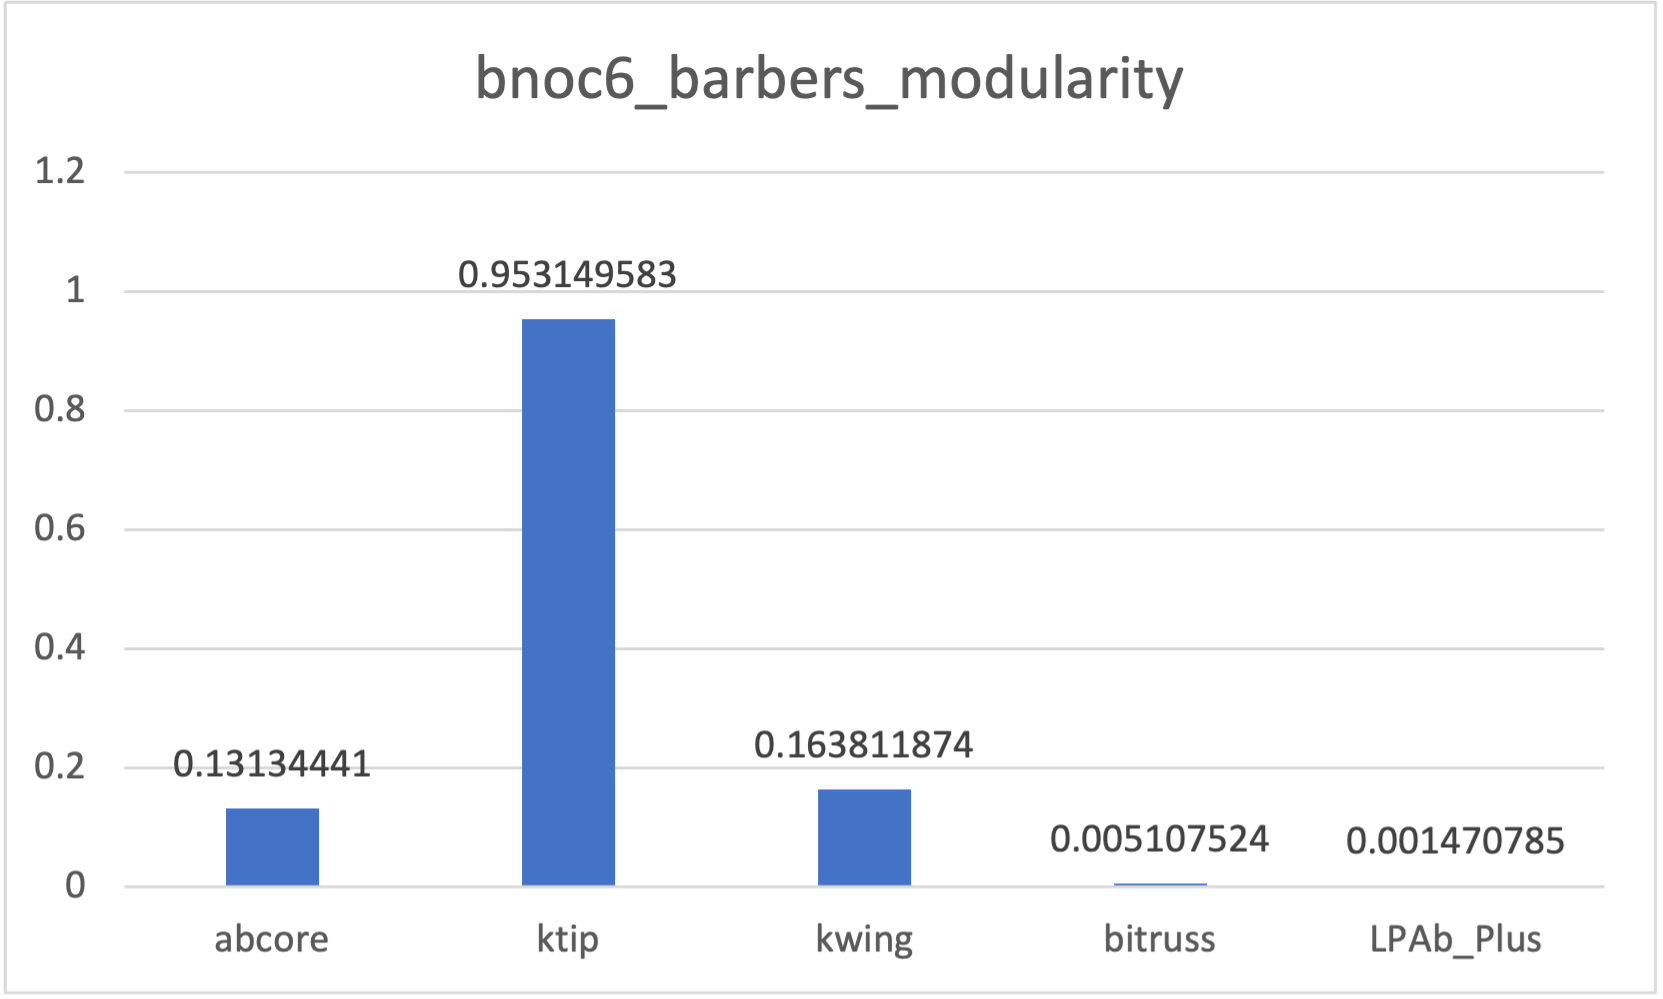 bnoc6_barbers_modularity
1.2
1
0.8
0.6
0.4
0.2
0
0.13134441
0.953149583
0.163811874
0.005107524
0.001470785
abcore
ktip
kwing
bitruss
LPAb_Plus